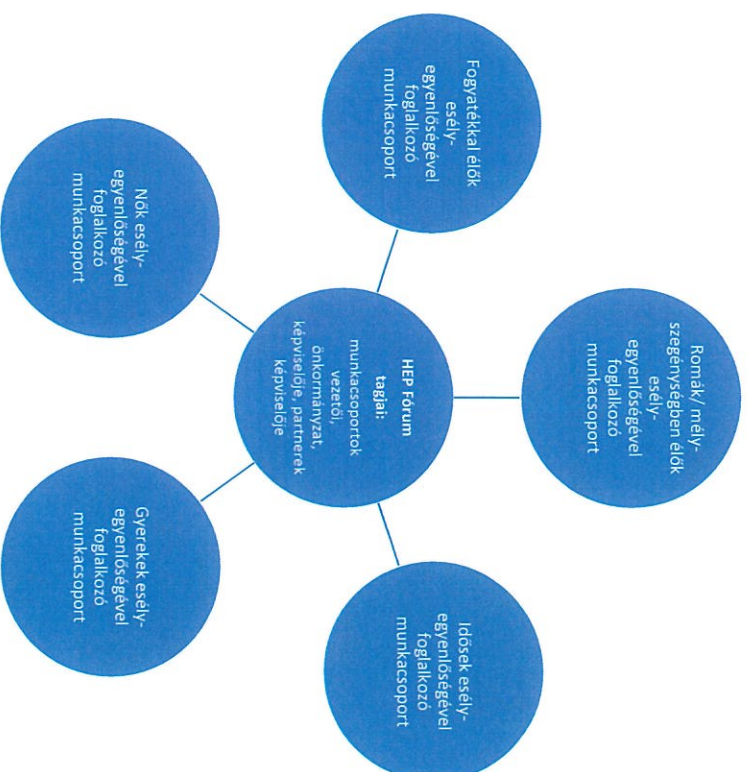 Romák/ mély-
szegénységben élők
esély-
egyenlőségével
foglalkozó
munkacsoport
Fogyatékkal élők
esély-
egyenlőségével
foglalkozó
munkacsoport
Idősek esély-
egyenlőségével
foglalkozó
munkacsoport
HEP Fórum
tagjai:
munkacsoportok
vezetői,
önkormányzat,
képviselője, partnerek
képviselője
Nők esély-
egyenlőségével
foglalkozó
munkacsoport
Gyerekek esély-
egyenlőségével
foglalkozó
munkacsoport